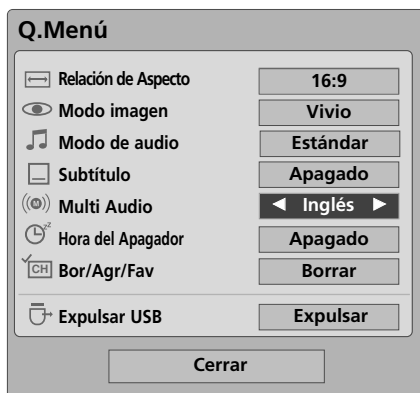 Q.Menú
Relación de Aspecto 16:9
Modo imagen Vivio
Modo de audio Estándar
Subtítulo Apagado
Multi Audio ◄ Inglés ►
Hora del Apagador Apagado
CH Bor/Agr/Fav Borrar
Expulsar USB Expulsar
Cerrar